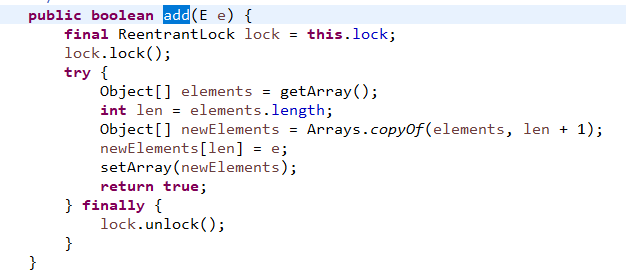 public boolean add(E e) {
    final ReentrantLock lock = this.lock;
    lock.lock();
    try {
        Object[] elements = getArray();
        int len = elements.length;
        Object[] newElements = Arrays.copyOf(elements, len + 1);
        newElements[len] = e;
        setArray(newElements);
        return true;
    } finally {
        lock.unlock();
    }
}